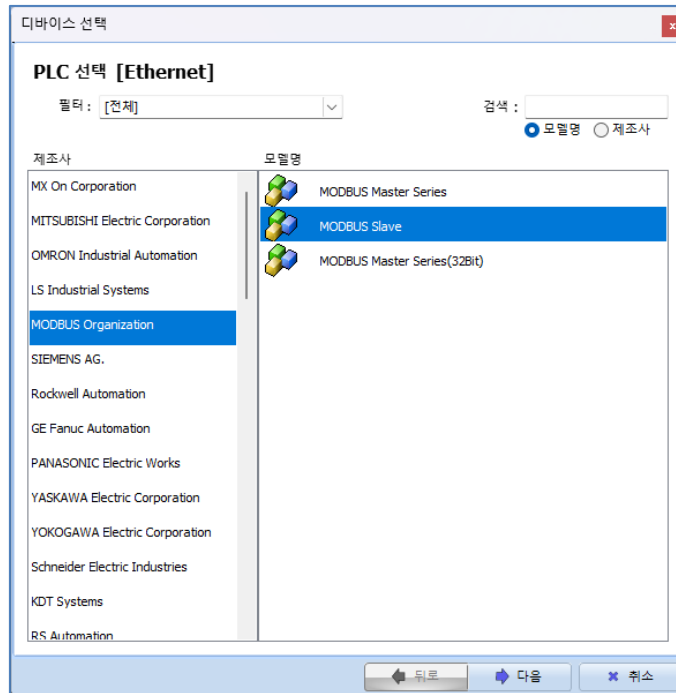 디바이스 선택
x
PLC 선택 [Ethernet]
필터 : [전체]
검색 :
모델명 제조사
제조사
모델명
MX On Corporation
MITSUBISHI Electric Corporation
OMRON Industrial Automation
LS Industrial Systems
MODBUS Organization
SIEMENS AG.
Rockwell Automation
GE Fanuc Automation
PANASONIC Electric Works
YASKAWA Electric Corporation
YOKOGAWA Electric Corporation
Schneider Electric Industries
KDT Systems
RS Automation
MODBUS Master Series
MODBUS Slave
MODBUS Master Series(32Bit)
뒤로
다음
취소